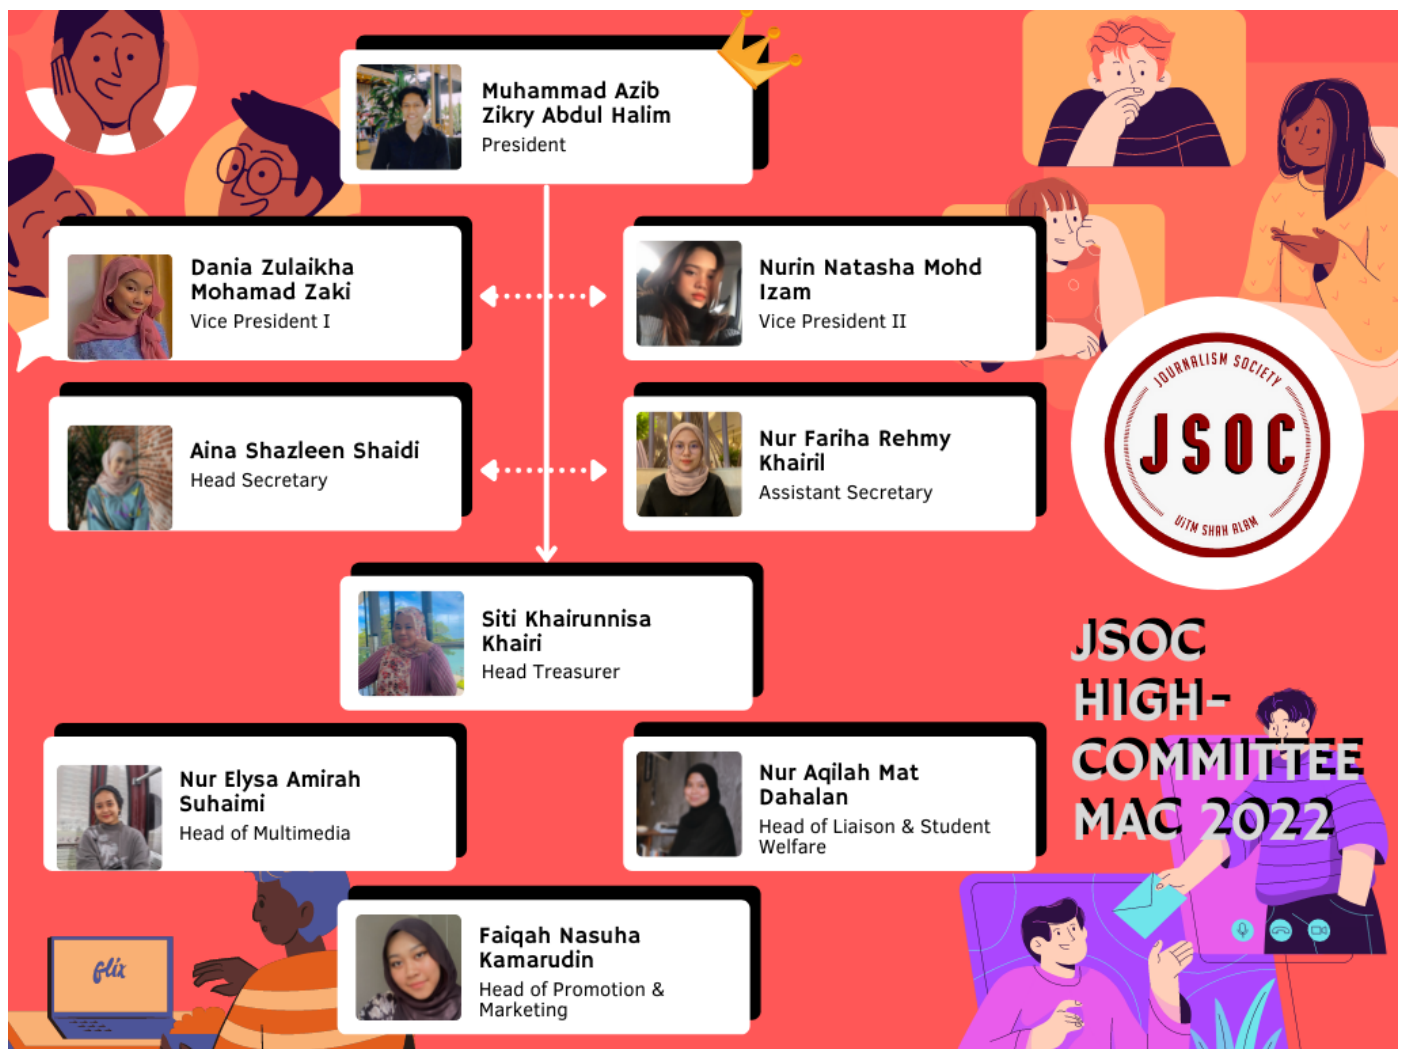 Muhammad Azib
Zikry Abdul Halim
President
Dania Zulaikha
Mohamad Zaki
Vice President I
Nurin Natasha Mohd
Izam
Vice President II
Aina Shazleen Shaidi
Head Secretary
Nur Fariha Rehmy
Khairil
Assistant Secretary
JOURNALISM SOCIETY
JSOC
UiTM SHAH ALAM
Siti Khairunnisa
Khairi
Head Treasurer
JSOC
HIGH-
COMMITTEE
MAC 2022
Nur Elysa Amirah
Suhaimi
Head of Multimedia
Nur Aqilah Mat
Dahalan
Head of Liaison & Student
Welfare
Faiqah Nasuha
Kamarudin
Head of Promotion &
Marketing
flix